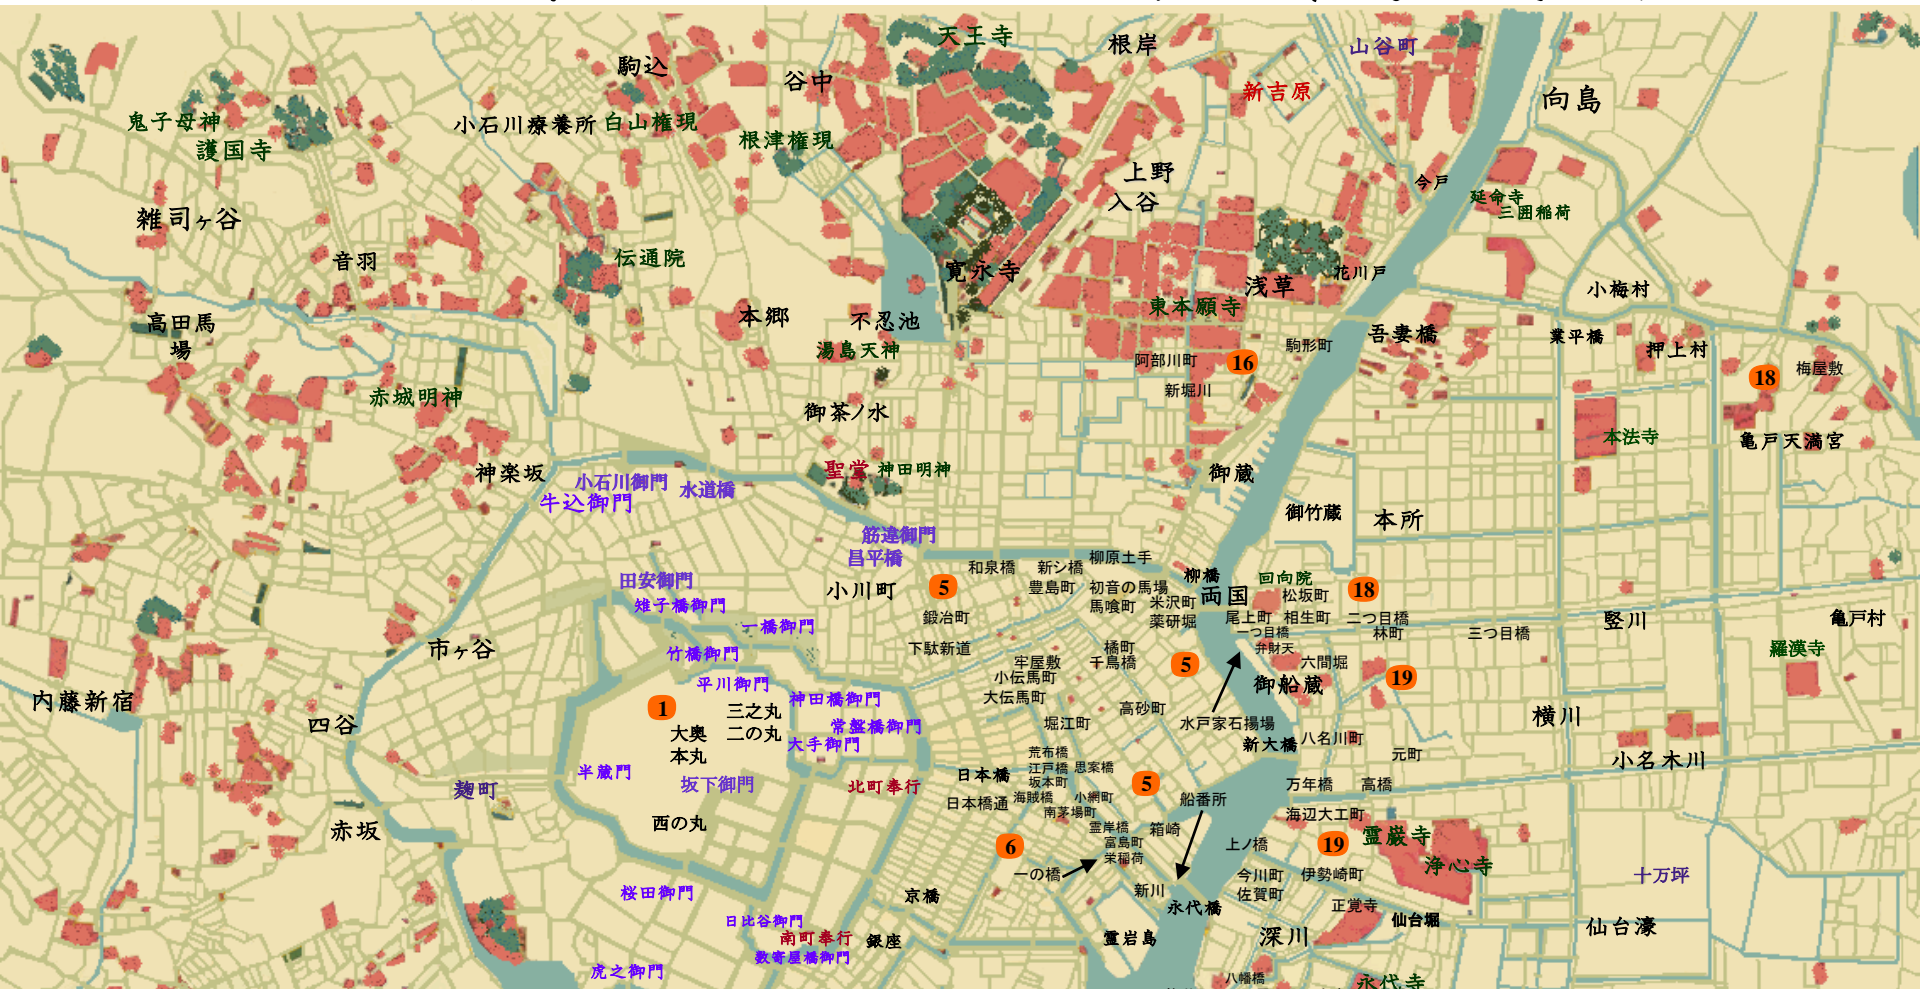 天王寺
根岸
山谷町
駒込
谷中
新吉原
向島
鬼子母神
護国寺
小石川療養所
白山権現
根津権現
上野
入谷
今戸
延命寺
三囲稲荷
雑司ヶ谷
音羽
伝通院
寛永寺
浅草
花川戸
小梅村
高田馬
場
本郷
不忍池
湯島天神
東本願寺
吾妻橋
業平橋
押上村
阿部川町
16
駒形町
新堀川
18
梅屋敷
赤城明神
御茶ノ水
本法寺
亀戸天満宮
神楽坂
小石川御門
牛込御門
水道橋
聖堂
神田明神
御蔵
御竹蔵
本所
筋違御門
昌平橋
田安御門
雉子橋御門
一橋御門
竹橋御門
平川御門
小川町
5
和泉橋
新シ橋
柳原土手
豊島町
初音の馬場
馬喰町
米沢町
薬研堀
柳橋
両国
回向院
松坂町
18
鍛冶町
下駄新道
尾上町
相生町
二つ目橋
一つ目橋
林町
三つ目橋
竪川
亀戸村
弁財天
橘町
千鳥橋
5
六間堀
羅漢寺
市ヶ谷
牢屋敷
小伝馬町
大伝馬町
御船蔵
19
内藤新宿
四谷
1
三之丸
二の丸
大奥
本丸
神田橋御門
常盤橋御門
大手御門
堀江町
高砂町
水戸家石揚場
新大橋
八名川町
元町
横川
小名木川
半蔵門
坂下御門
北町奉行
日本橋
日本橋通
荒布橋
江戸橋
思案橋
坂本町
海賊橋
小網町
南茅場町
5
船番所
万年橋
高橋
麹町
赤坂
西の丸
霊岸橋
箱崎
富島町
栄稲荷
6
一の橋
新川
海辺大工町
霊巌寺
浄心寺
上ノ橋
19
今川町
佐賀町
伊勢崎町
十万坪
桜田御門
日比谷御門
南町奉行
数寄屋橋御門
虎之御門
京橋
銀座
永代橋
霊岩島
正覚寺
仙台堀
深川
仙台濠
八幡橋
永代寺